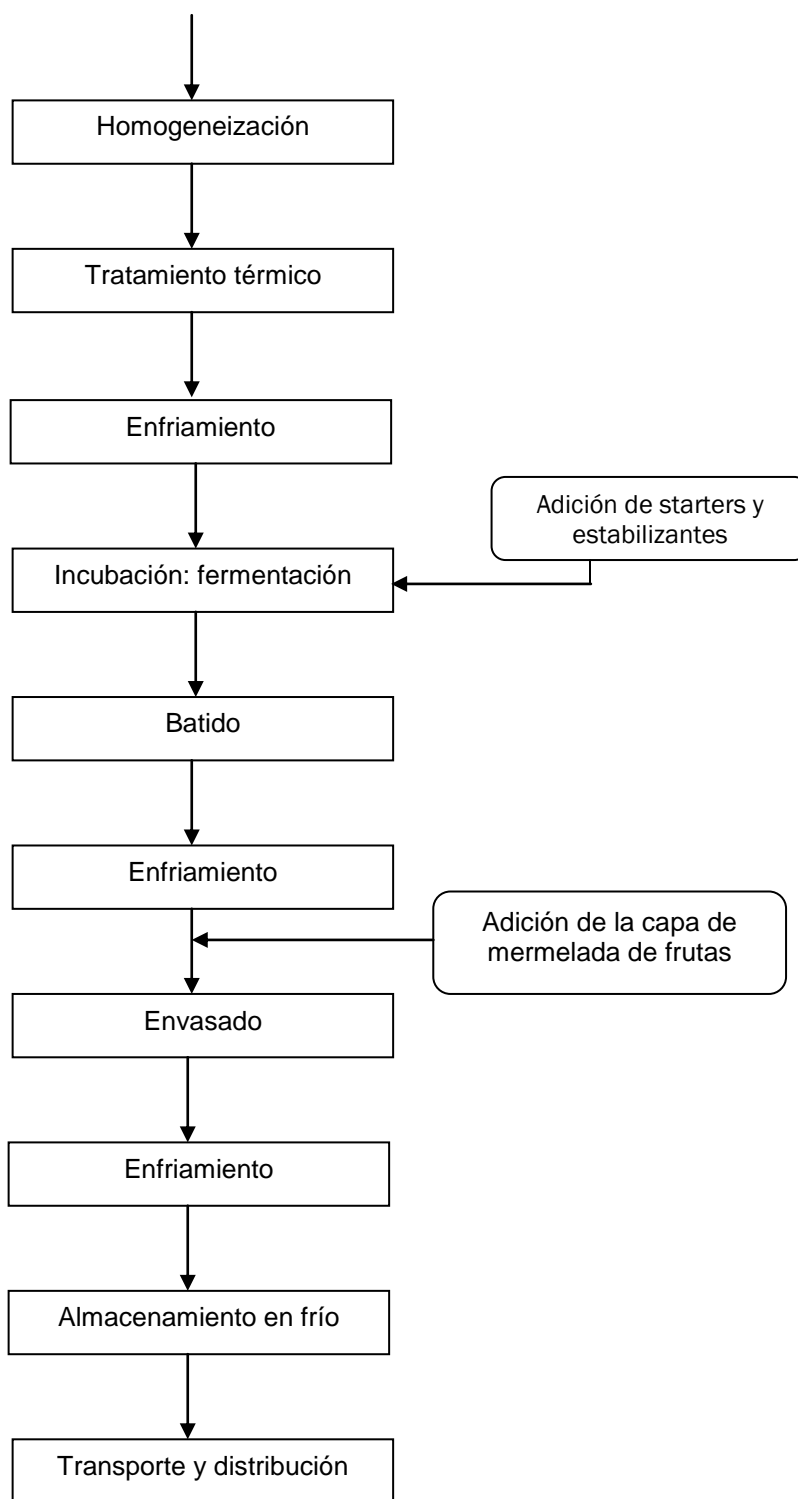 Homogeneización
Tratamiento térmico
Enfriamiento
Adición de starters y
estabilizantes
Incubación: fermentación
Batido
Enfriamiento
Adición de la capa de
mermelada de frutas
Envasado
Enfriamiento
Almacenamiento en frío
Transporte y distribución